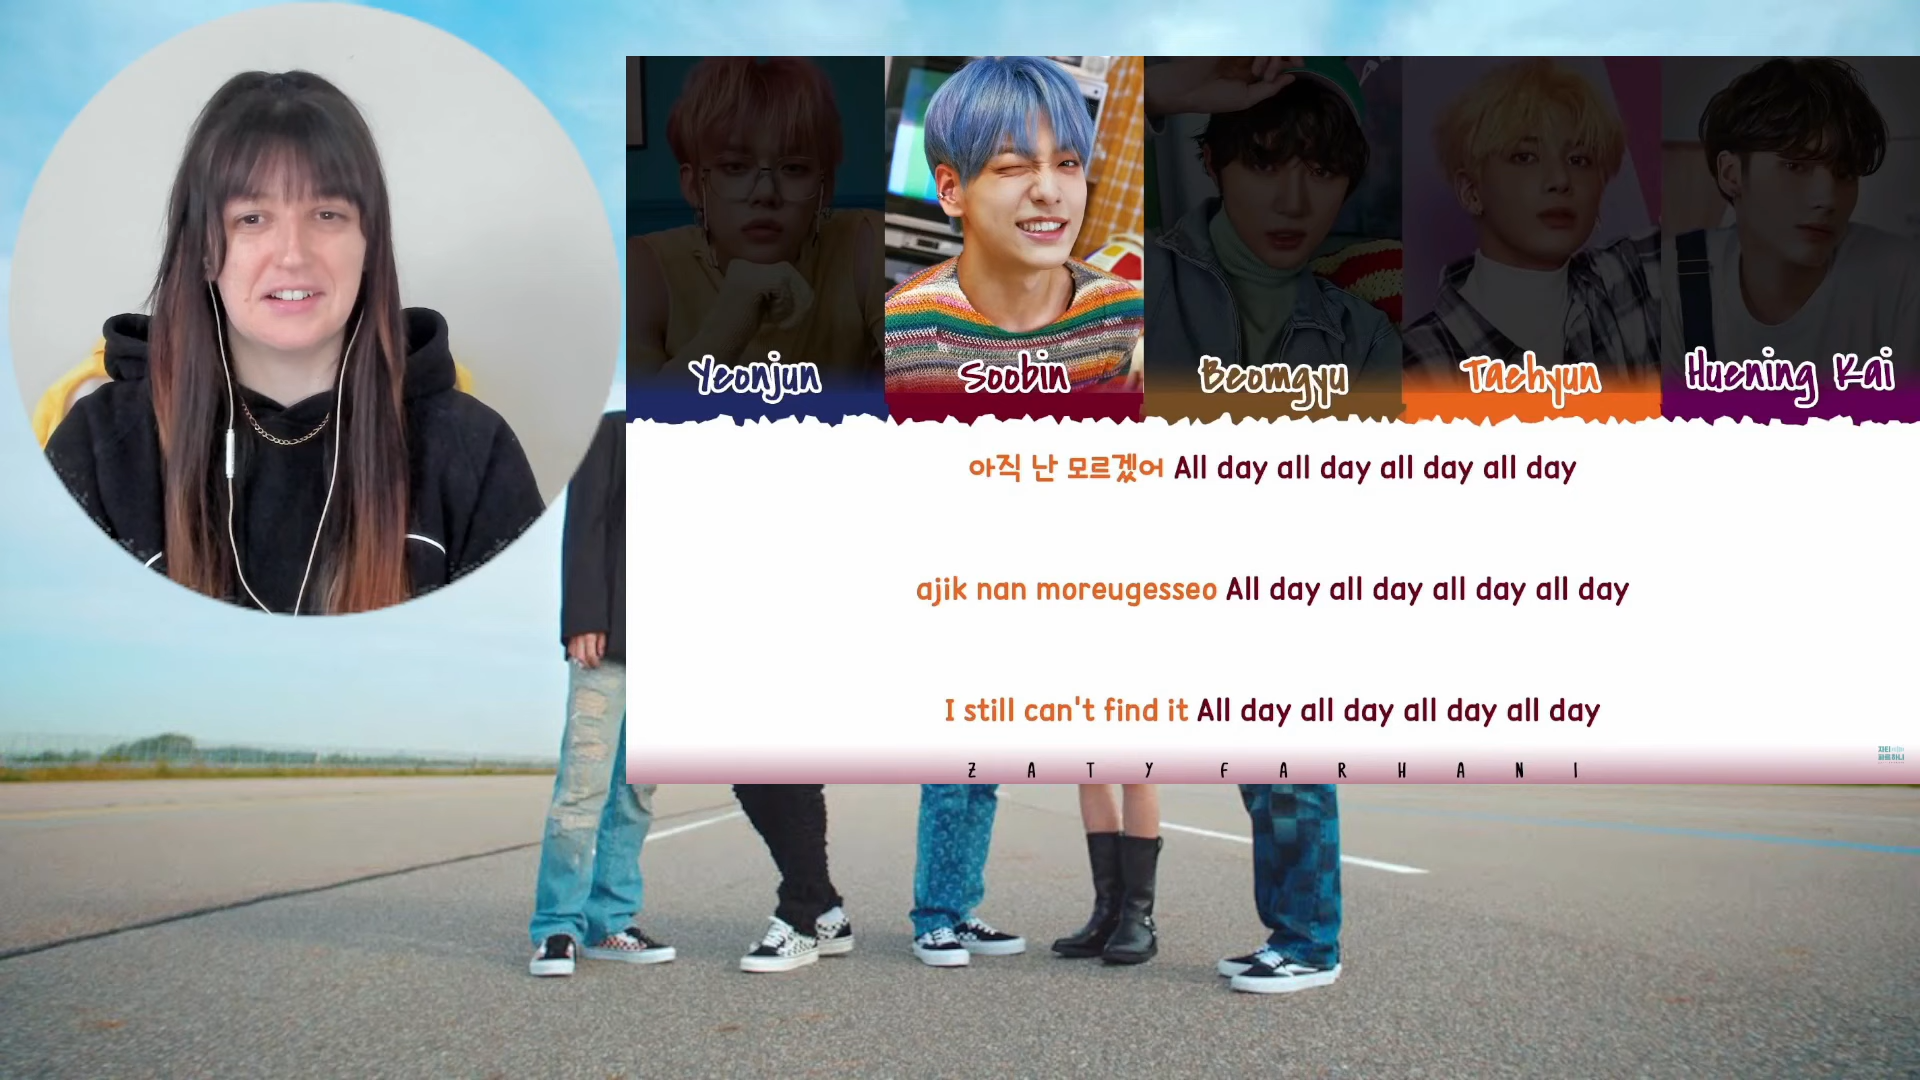 Yeonjun Soobin Beomgyu Taehyun Huening Kai
아직 난 모르겠어 All day all day all day all day
ajik nan moreugesseo All day all day all day all day
I still can't find it All day all day all day all day
ZATY FARHANI